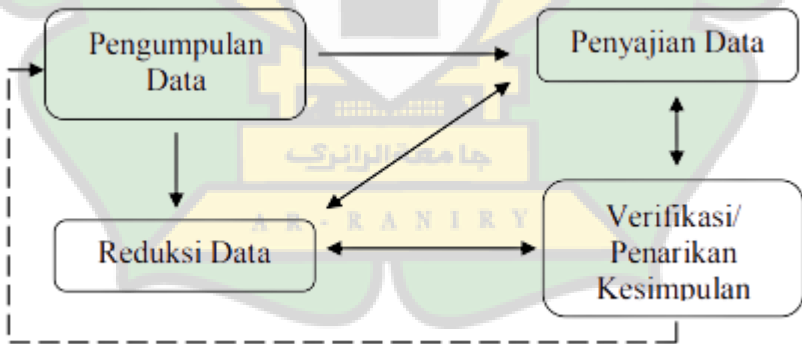 Pengumpulan
Data
Penyajian Data
جامعة الرانري
A R - R A N I R Y
Reduksi Data
Verifikasi/
Penarikan
Kesimpulan